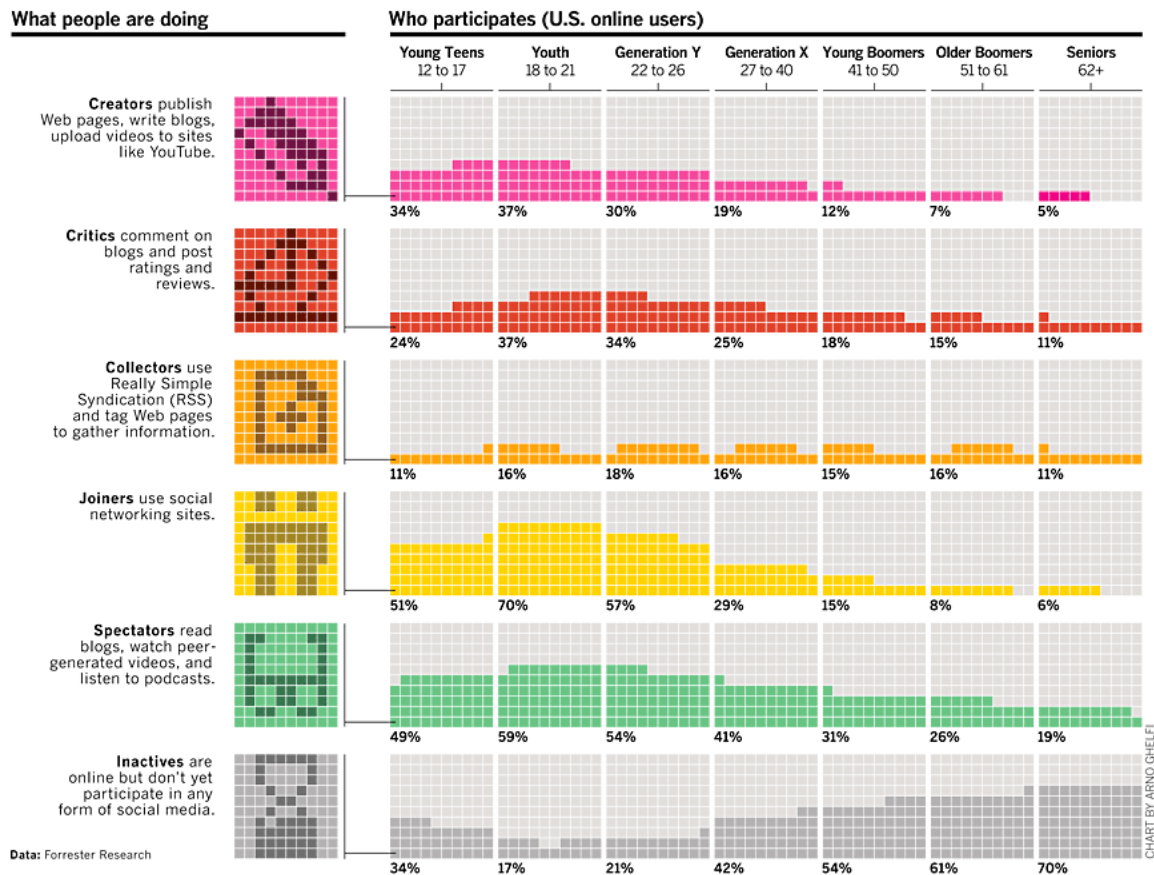 What people are doing
Who participates (U.S. online users)
Young Teens
12 to 17
Youth
18 to 21
Generation Y
22 to 26
Generation X
27 to 40
Young Boomers
41 to 50
Older Boomers
51 to 61
Seniors
62+
Creators publish
Web pages, write blogs,
upload videos to sites
like YouTube.
34% 37% 30% 19% 12% 7% 5%
Critics comment on
blogs and post
ratings and
reviews.
24% 37% 34% 25% 18% 15% 11%
Collectors use
Really Simple
Syndication (RSS)
and tag Web pages
to gather information.
11% 16% 18% 16% 15% 16% 11%
Joiners use social
networking sites.
51% 70% 57% 29% 15% 8% 6%
Spectators read
blogs, watch peer-
generated videos, and
listen to podcasts.
49% 59% 54% 41% 31% 26% 19%
Inactives are
online but don't yet
participate in any
form of social media.
34% 17% 21% 42% 54% 61% 70%
Data: Forrester Research
CHART BY ARNO GHELFI